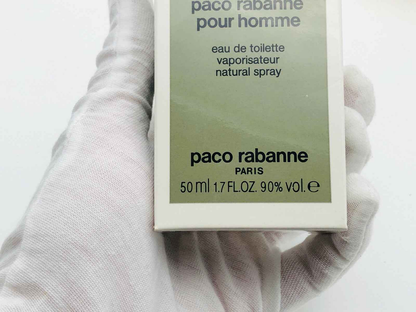 paco rabanne
pour homme
eau de toilette
vaporisateur
natural spray
paco rabanne
PARIS
50 ml 1.7 FL.OZ. 90% vol. ℮